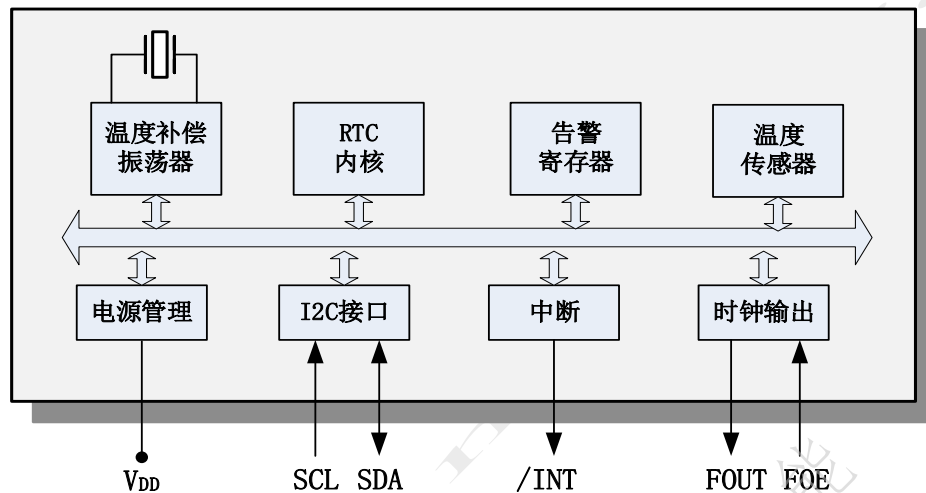 温度补偿
振荡器
RTC
内核
告警
寄存器
温度
传感器
电源管理
I2C接口
中断
时钟输出
VDD
SCL SDA
/INT
FOUT FOE